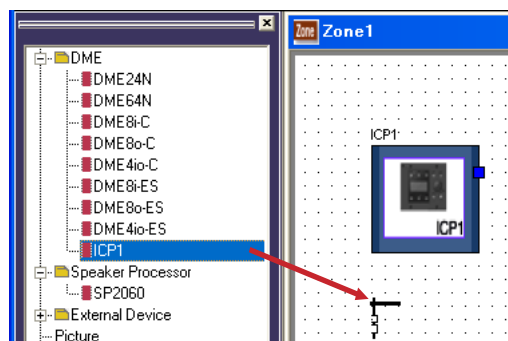 DME
DME24N
DME64N
DME8i-C
DME8o-C
DME4io-C
DME8i-ES
DME8o-ES
DME4io-ES
ICP1
Speaker Processor
SP2060
External Device
Picture
Zone Zone1
ICP1
ICP1